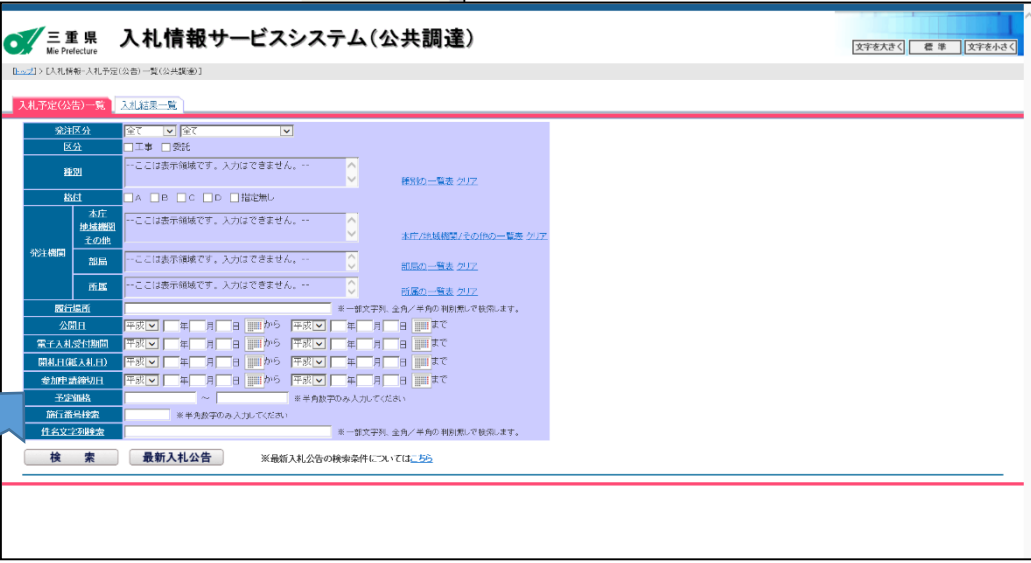 三重県
Mie Prefecture
入札情報サービスシステム(公共調達)
文字を大きく 標 準 文字を小さく
[トップ] > [入札情報-入札予定(公告)一覧(公共調達)]
入札予定(公告)一覧 入札結果一覧
発注区分 全て 全て
区分 工事 委託
種別 --ここは表示領域です。入力はできません。-- 種別の一覧表 クリア
格付 A B C D 指定無し
発注機関
本庁
地域機関
その他
--ここは表示領域です。入力はできません。-- 本庁/地域機関/その他の一覧表 クリア
部局 --ここは表示領域です。入力はできません。-- 部局の一覧表 クリア
所属 --ここは表示領域です。入力はできません。-- 所属の一覧表 クリア
履行場所 ※一部文字列、全角/半角の判別無しで検索します。
公開日 平成 年 月 日 から 平成 年 月 日 まで
電子入札受付期間 平成 年 月 日 から 平成 年 月 日 まで
開札日(紙入札日) 平成 年 月 日 から 平成 年 月 日 まで
参加申請締切日 平成 年 月 日 から 平成 年 月 日 まで
予定価格 ~ ※半角数字のみ入力してください
施行番号検索 ※半角数字のみ入力してください
件名文字列検索 ※一部文字列、全角/半角の判別無しで検索します。
検 索 最新入札公告 ※最新入札公告の検索条件についてはこちら